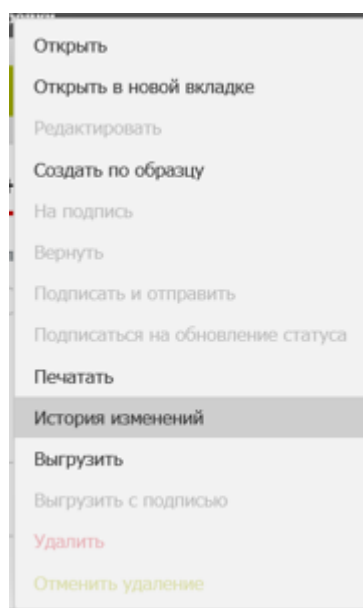 Открыть
Открыть в новой вкладке
Редактировать
Создать по образцу
На подпись
Вернуть
Подписать и отправить
Подписаться на обновление статуса
Печатать
История изменений
Выгрузить
Выгрузить с подписью
Удалить
Отменить удаление